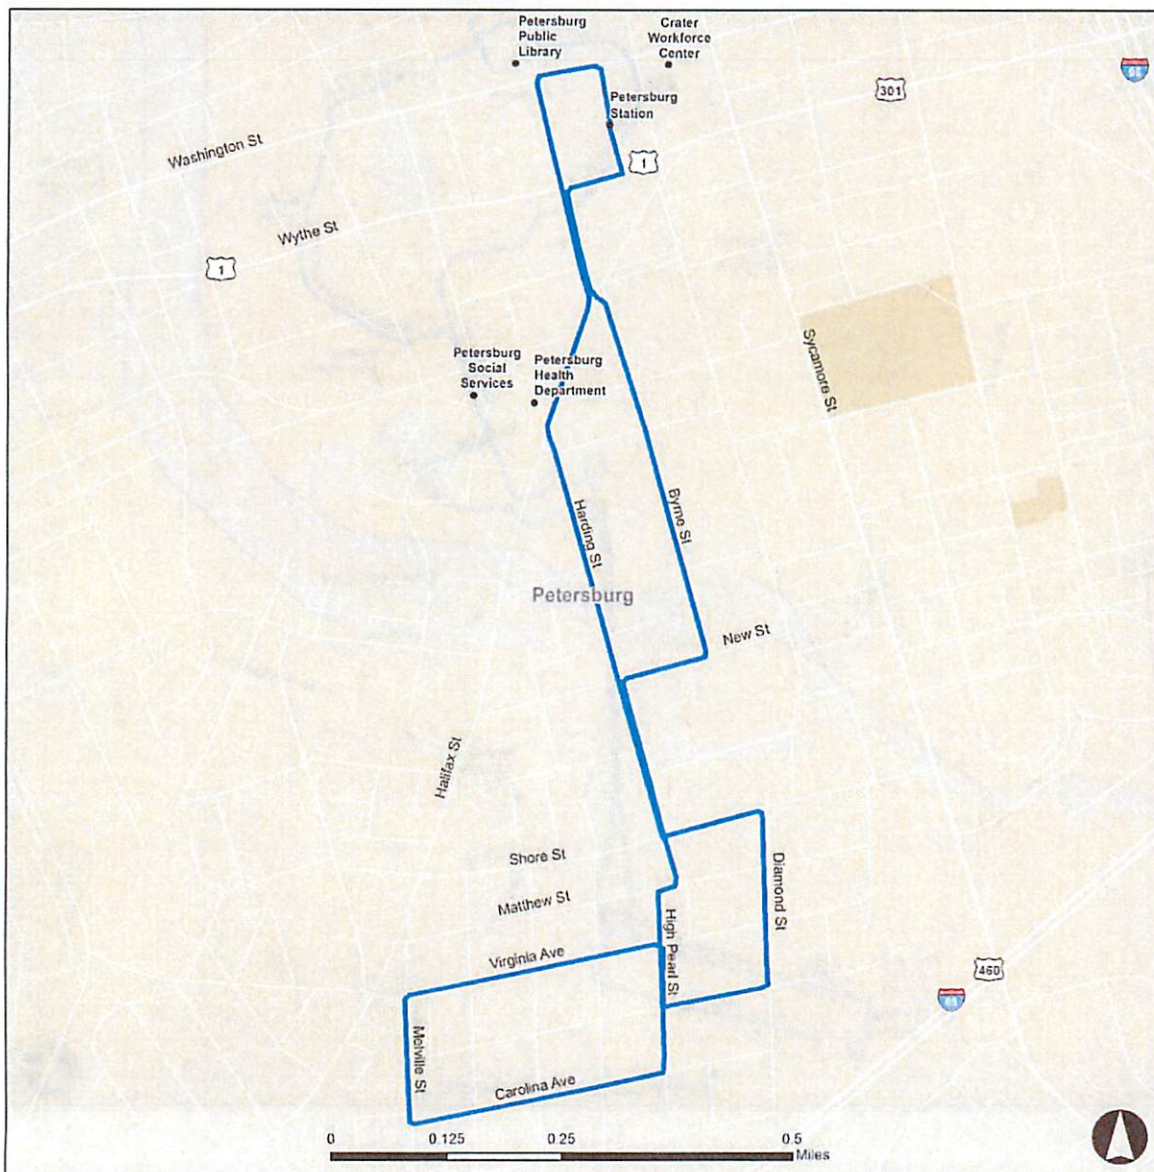 Petersburg
Public
Library
Crater
Workforce
Center
95
301
Petersburg
Station
Washington St
1
Wythe St
1
Sycamore St
Petersburg
Social
Services
Petersburg
Health
Department
Harding St
Byrne St
Petersburg
New St
Halifax St
Shore St
Matthew St
Diamond St
High Pearl St
Virginia Ave
460
85
Melville St
Carolina Ave
0 0.125 0.25 0.5
Miles